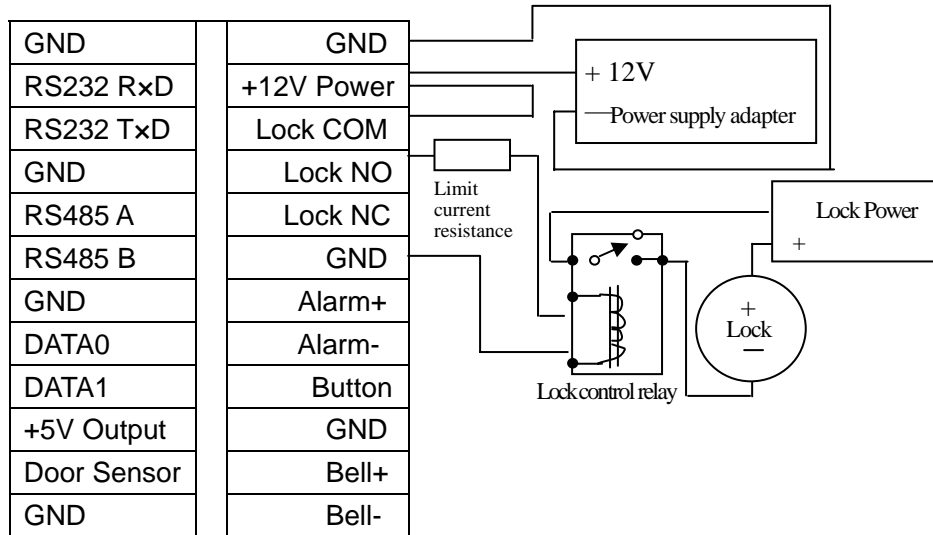 GND
RS232 R×D
RS232 T×D
GND
RS485 A
RS485 B
GND
DATA0
DATA1
+5V Output
Door Sensor
GND
GND
+12V Power
Lock COM
Lock NO
Lock NC
GND
Alarm+
Alarm-
Button
GND
Bell+
Bell-
+ 12V
—Power supply adapter
Limit
current
resistance
Lock Power
+
+
Lock
—
Lock control relay